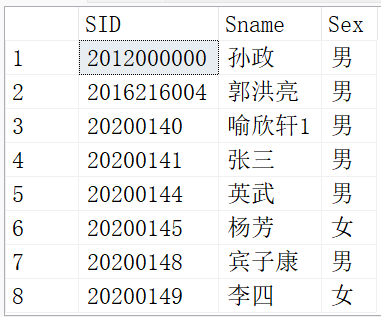 SID Sname Sex
1 2012000000 孙政 男
2 2016216004 郭洪亮 男
3 20200140 喻欣轩1 男
4 20200141 张三 男
5 20200144 英武 男
6 20200145 杨芳 女
7 20200148 宾子康 男
8 20200149 李四 女